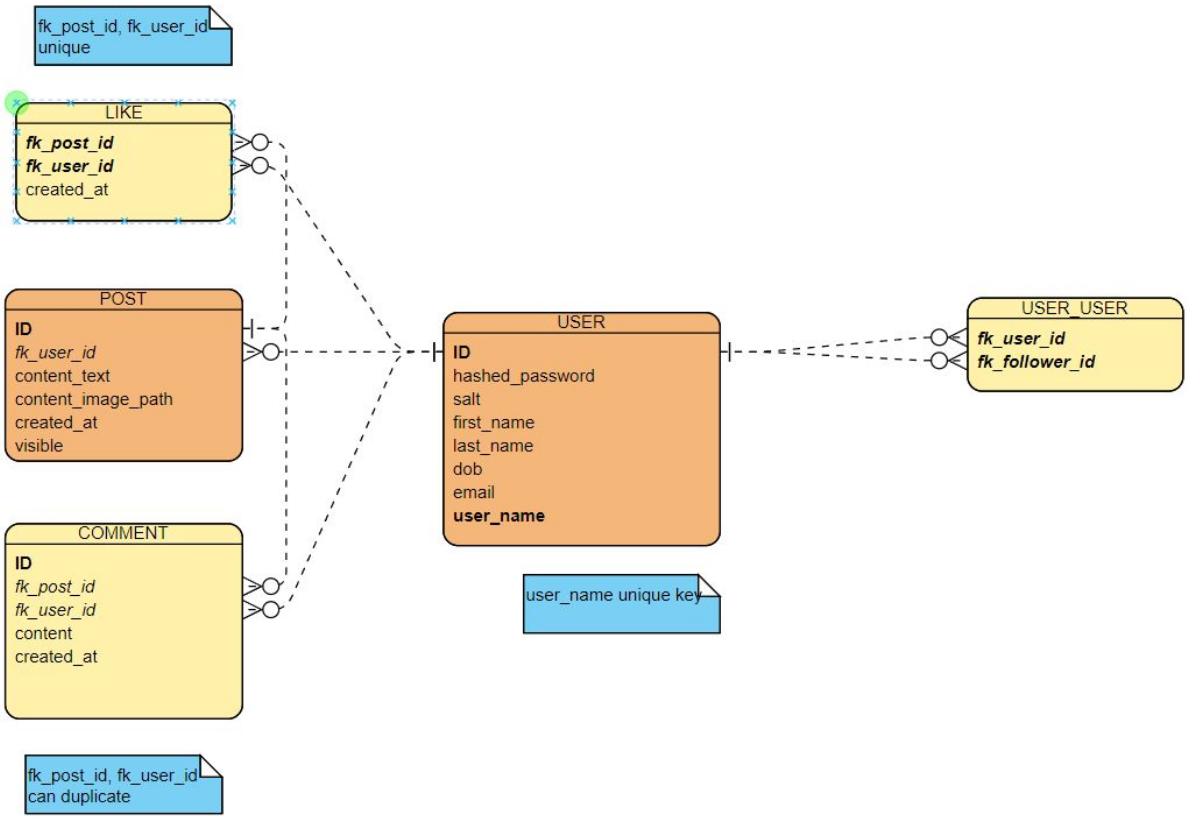 fk_post_id, fk_user_id
unique
LIKE
fk_post_id
fk_user_id
created_at
POST
ID
fk_user_id
content_text
content_image_path
created_at
visible
COMMENT
ID
fk_post_id
fk_user_id
content
created_at
fk_post_id, fk_user_id
can duplicate
USER
ID
hashed_password
salt
first_name
last_name
dob
email
user_name
user_name unique key
USER_USER
fk_user_id
fk_follower_id